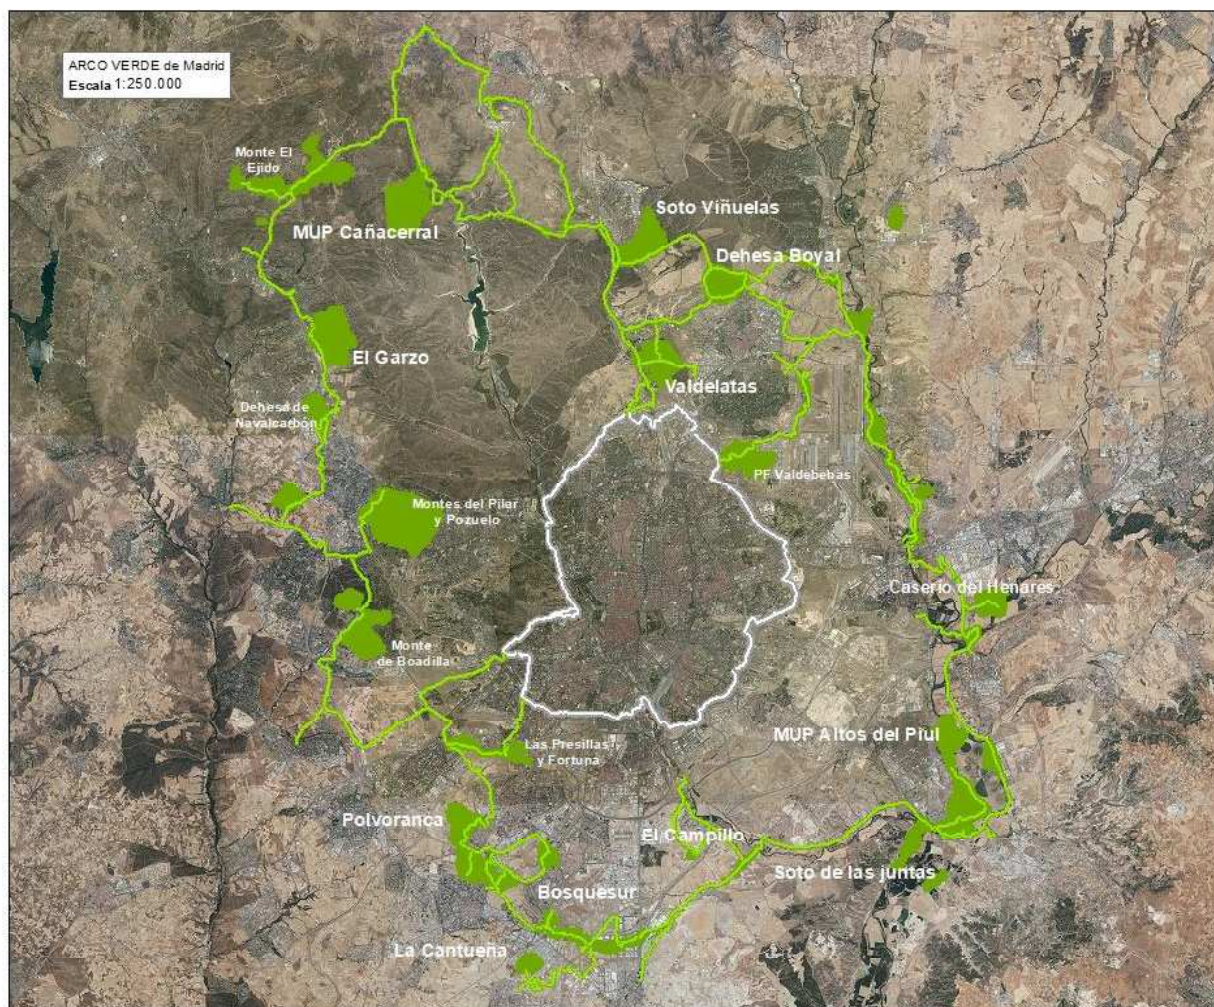 ARCO VERDE de Madrid
Escala 1:250.000
Monte El
Ejido
MUP Cañacerral
Soto Viñuelas
Dehesa Boyal
El Garzo
Valdelatas
Dehesa de
Navalcarbón
PF Valdebebas
Montes del Pilar
y Pozuelo
Caserío del Henares
Monte
de Boadilla
MUP Altos del Piul
Las Presillas
y Fortuna
Polvoranca
El Campillo
Soto de las juntas
Bosquesur
La Cantueña